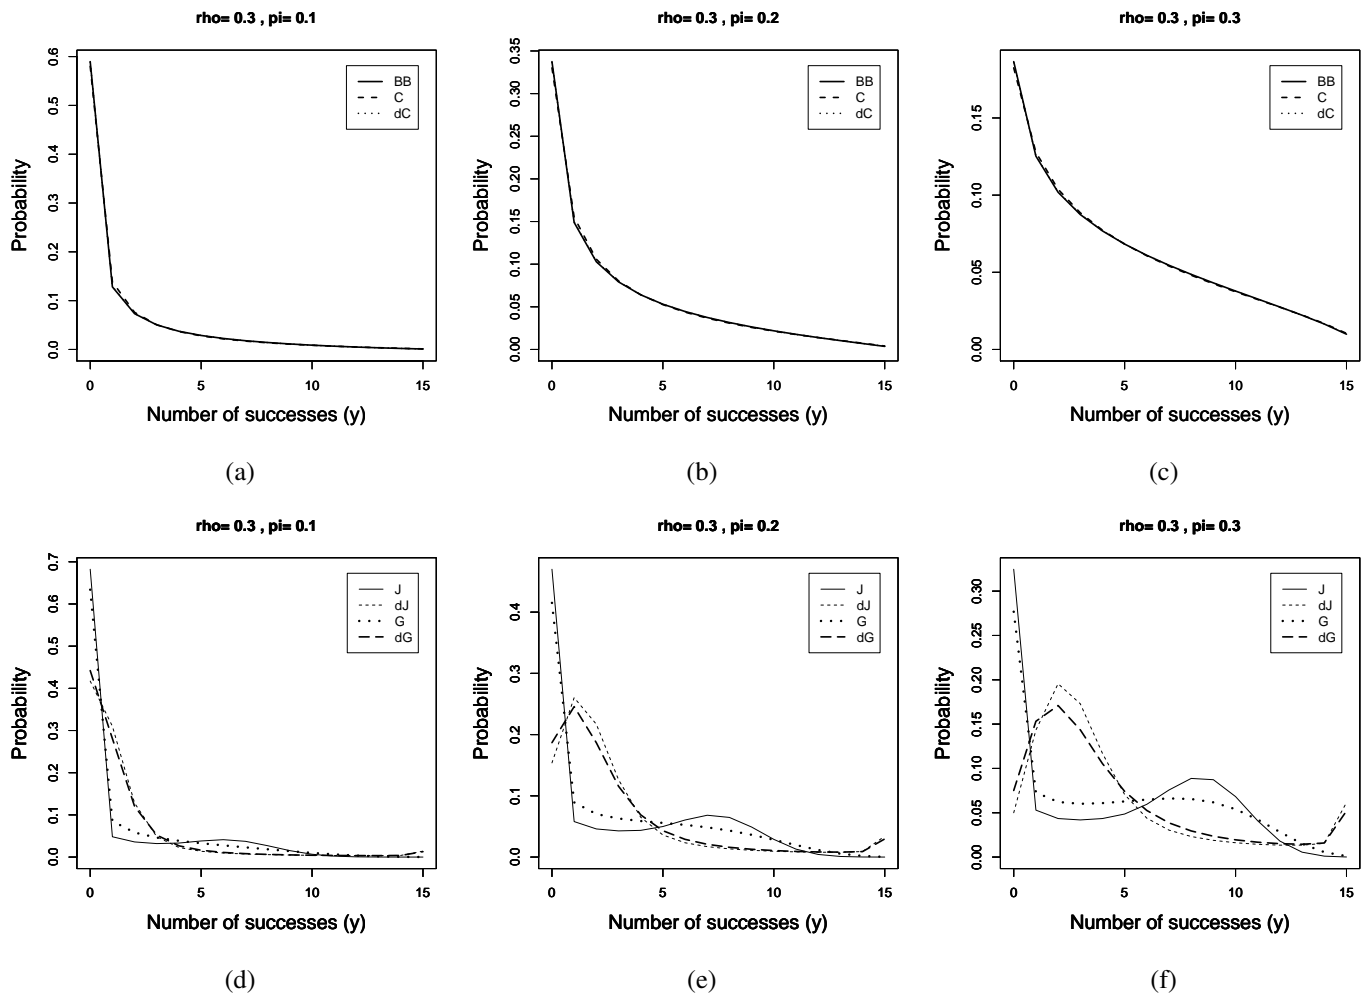 rho= 0.3 , pi= 0.1
Probability
0.0
0.1
0.2
0.3
0.4
0.5
0.6
BB
C
dC
0
5
10
15
Number of successes (y)
(a)
rho= 0.3 , pi= 0.2
Probability
0.00
0.05
0.10
0.15
0.20
0.25
0.30
0.35
BB
C
dC
0
5
10
15
Number of successes (y)
(b)
rho= 0.3 , pi= 0.3
Probability
0.00
0.05
0.10
0.15
BB
C
dC
0
5
10
15
Number of successes (y)
(c)
rho= 0.3 , pi= 0.1
Probability
0.0
0.1
0.2
0.3
0.4
0.5
0.6
0.7
J
dJ
G
dG
0
5
10
15
Number of successes (y)
(d)
rho= 0.3 , pi= 0.2
Probability
0.0
0.1
0.2
0.3
0.4
J
dJ
G
dG
0
5
10
15
Number of successes (y)
(e)
rho= 0.3 , pi= 0.3
Probability
0.00
0.05
0.10
0.15
0.20
0.25
0.30
J
dJ
G
dG
0
5
10
15
Number of successes (y)
(f)